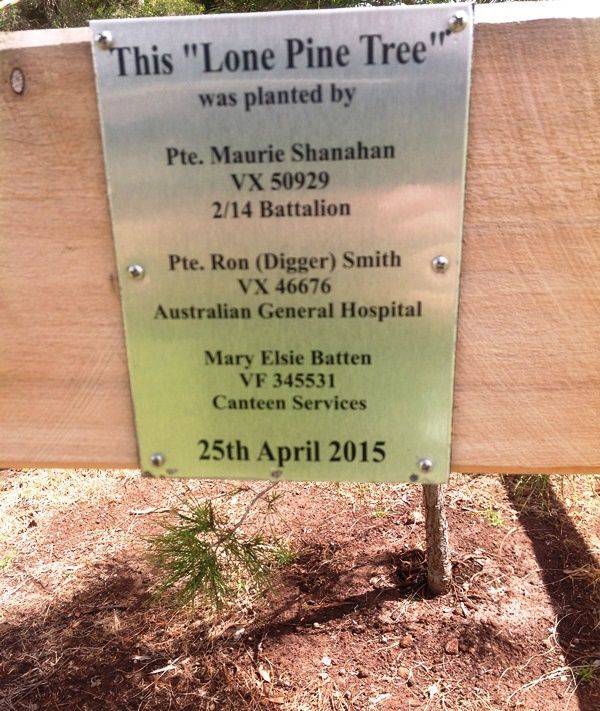 This "Lone Pine Tree"
was planted by
Pte. Maurie Shanahan
VX 50929
2/14 Battalion
Pte. Ron (Digger) Smith
VX 46676
Australian General Hospital
Mary Elsie Batten
VF 345531
Canteen Services
25th April 2015